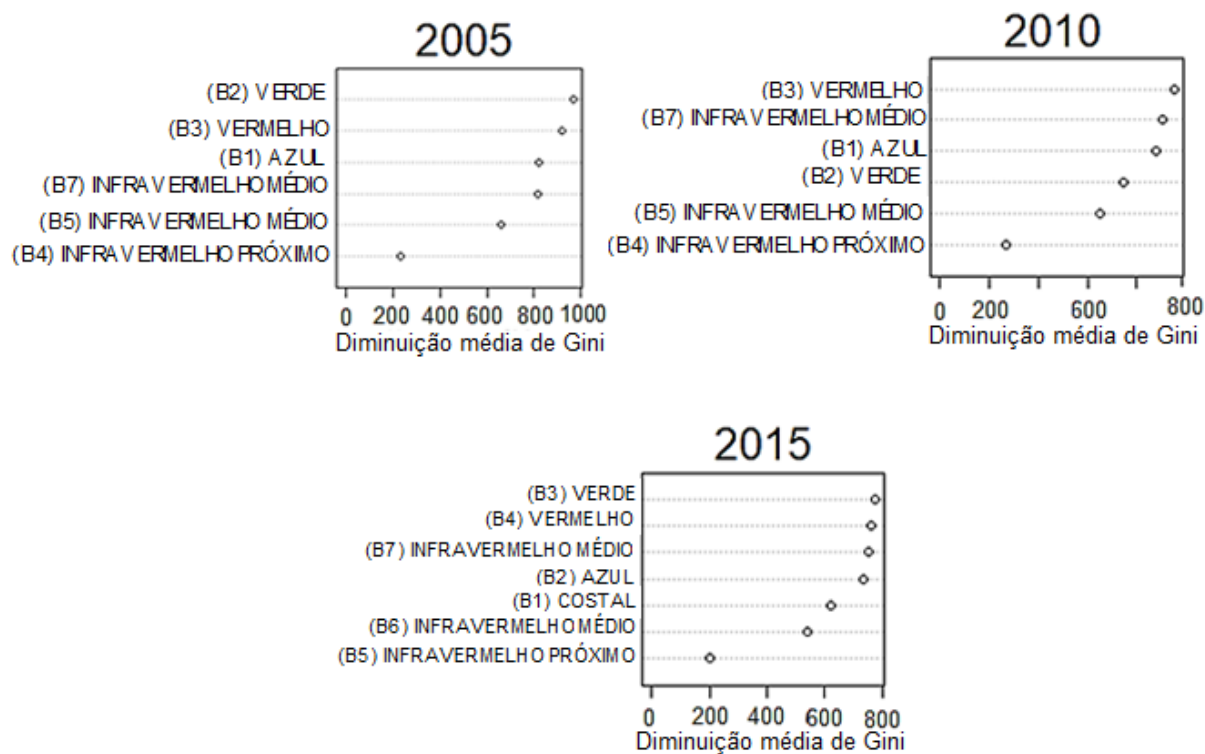 2005
(B2) VERDE
(B3) VERMELHO
(B1) AZUL
(B7) INFRAVERMELHO MÉDIO
(B5) INFRAVERMELHO MÉDIO
(B4) INFRAVERMELHO PRÓXIMO
0 200 400 600 800 1000
Diminuição média de Gini
2010
(B3) VERMELHO
(B7) INFRAVERMELHO MÉDIO
(B1) AZUL
(B2) VERDE
(B5) INFRAVERMELHO MÉDIO
(B4) INFRAVERMELHO PRÓXIMO
0 200 600 800
Diminuição média de Gini
2015
(B3) VERDE
(B4) VERMELHO
(B7) INFRAVERMELHO MÉDIO
(B2) AZUL
(B1) COSTAL
(B6) INFRAVERMELHO MÉDIO
(B5) INFRAVERMELHO PRÓXIMO
0 200 400 600 800
Diminuição média de Gini